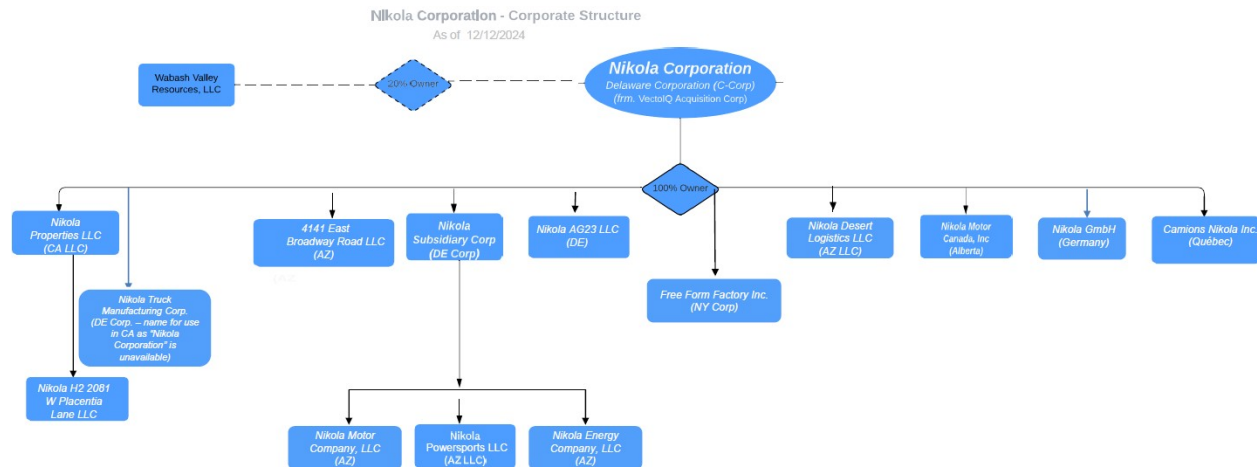 Nikola Corporation - Corporate Structure
As of 12/12/2024
Wabash Valley
Resources, LLC
20% Owner
Nikola Corporation
Delaware Corporation (C-Corp)
(frm. VectoIQ Acquisition Corp)
100% Owner
Nikola
Properties LLC
(CA LLC)
4141 East
Broadway Road LLC
(AZ)
Nikola
Subsidiary Corp
(DE Corp)
Nikola AG23 LLC
(DE)
Nikola Desert
Logistics LLC
(AZ LLC)
Nikola Motor
Canada, Inc
(Alberta)
Nikola GmbH
(Germany)
Camions Nikola Inc.
(Québec)
Nikola Truck
Manufacturing Corp.
(DE Corp. – name for use
in CA as "Nikola
Corporation" is
unavailable)
Free Form Factory Inc.
(NY Corp)
Nikola H2 2081
W Placentia
Lane LLC
Nikola Motor
Company, LLC
(AZ)
Nikola
Powersports LLC
(AZ LLC)
Nikola Energy
Company, LLC
(AZ)